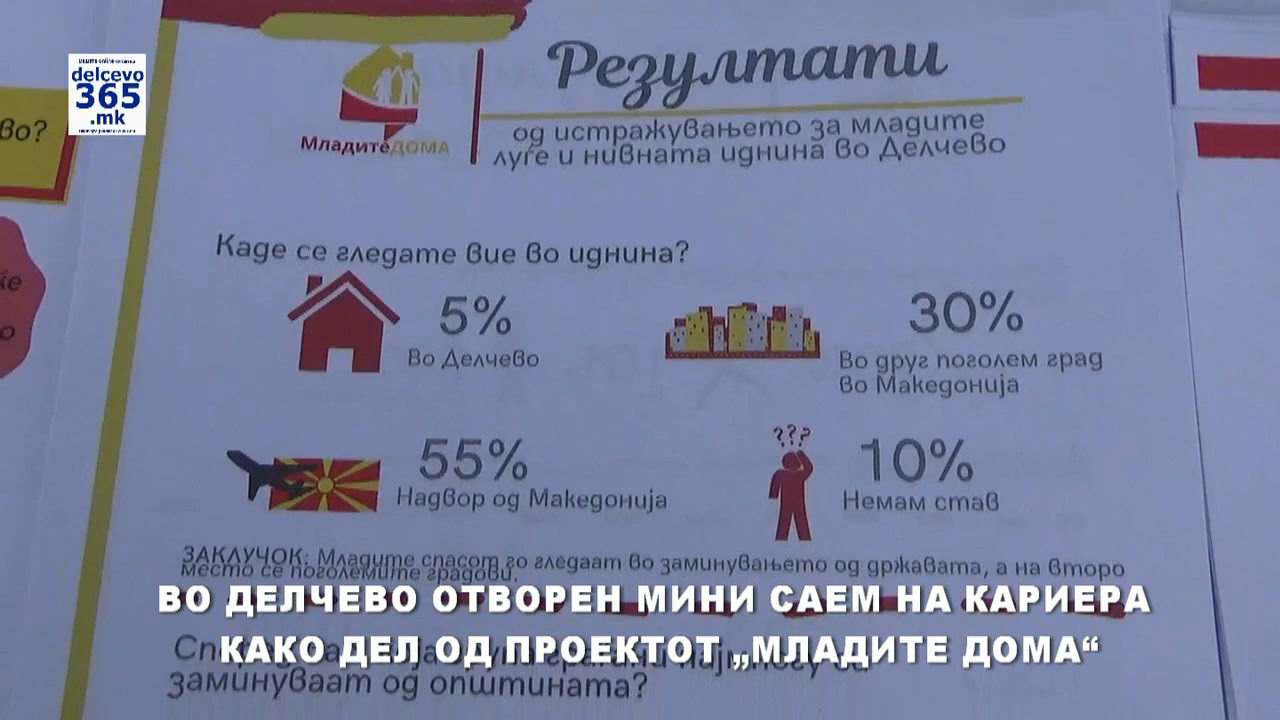 delcevo
365
.mk
во?
МладитеДОМА
Резултати
од истражувањето за младите
луѓе и нивната иднина во Делчево
Каде се гледате вие во иднина?
5%
Во Делчево
30%
Во друг поголем град
во Македонија
55%
Надвор од Македонија
???
10%
Немам став
ЗАКЛУЧОК: Младите спасот го гледаат во заминувањето од државата, а на второ
место се поголемите градови.
ВО ДЕЛЧЕВО ОТВОРЕН МИНИ САЕМ НА КАРИЕРА
КАКО ДЕЛ ОД ПРОЕКТОТ „МЛАДИТЕ ДОМА“
заминуваат од општината?